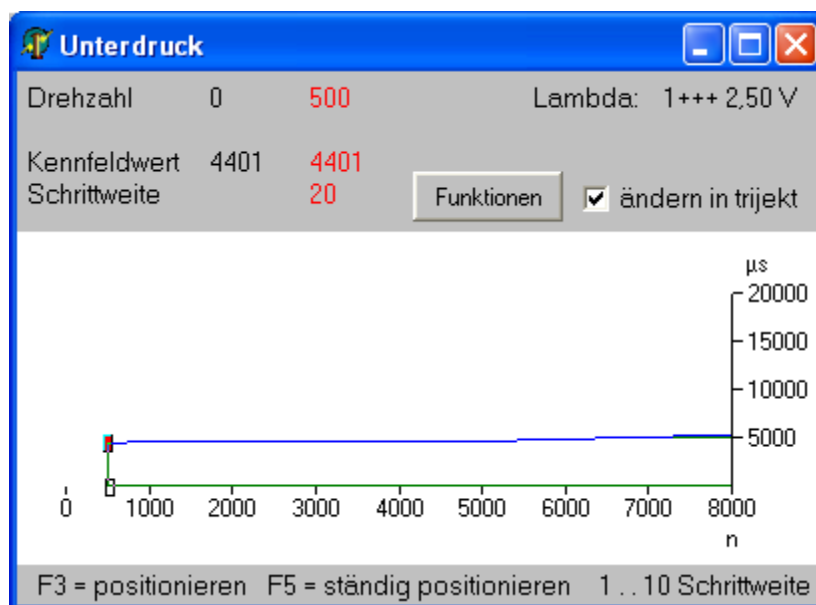 Unterdruck
Drehzahl 0 500 Lambda: 1+++ 2,50 V
Kennfeldwert 4401 4401
Schrittweite 20 Funktionen ändern in trijekt
µs
20000
15000
10000
5000
0 1000 2000 3000 4000 5000 6000 7000 8000
n
F3 = positionieren F5 = ständig positionieren 1 . . 10 Schrittweite